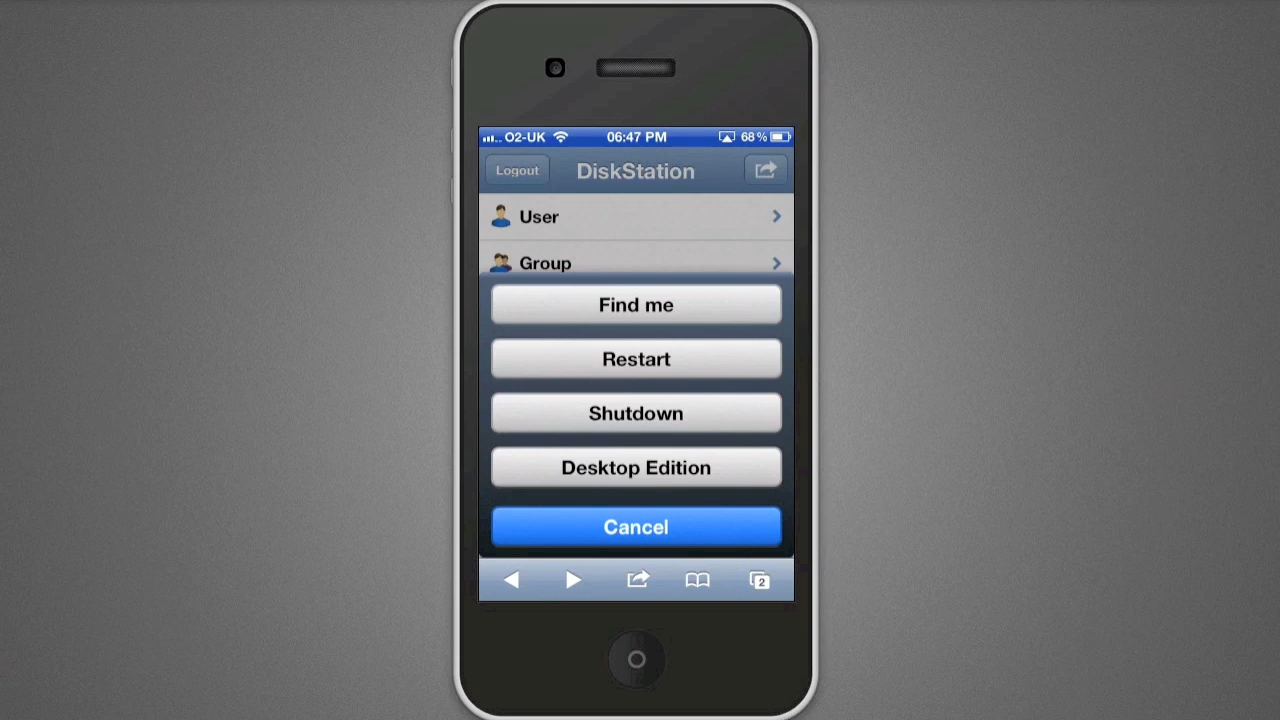 O2-UK 06:47 PM 68%
Logout DiskStation
User
Group
Find me
Restart
Shutdown
Desktop Edition
Cancel
2